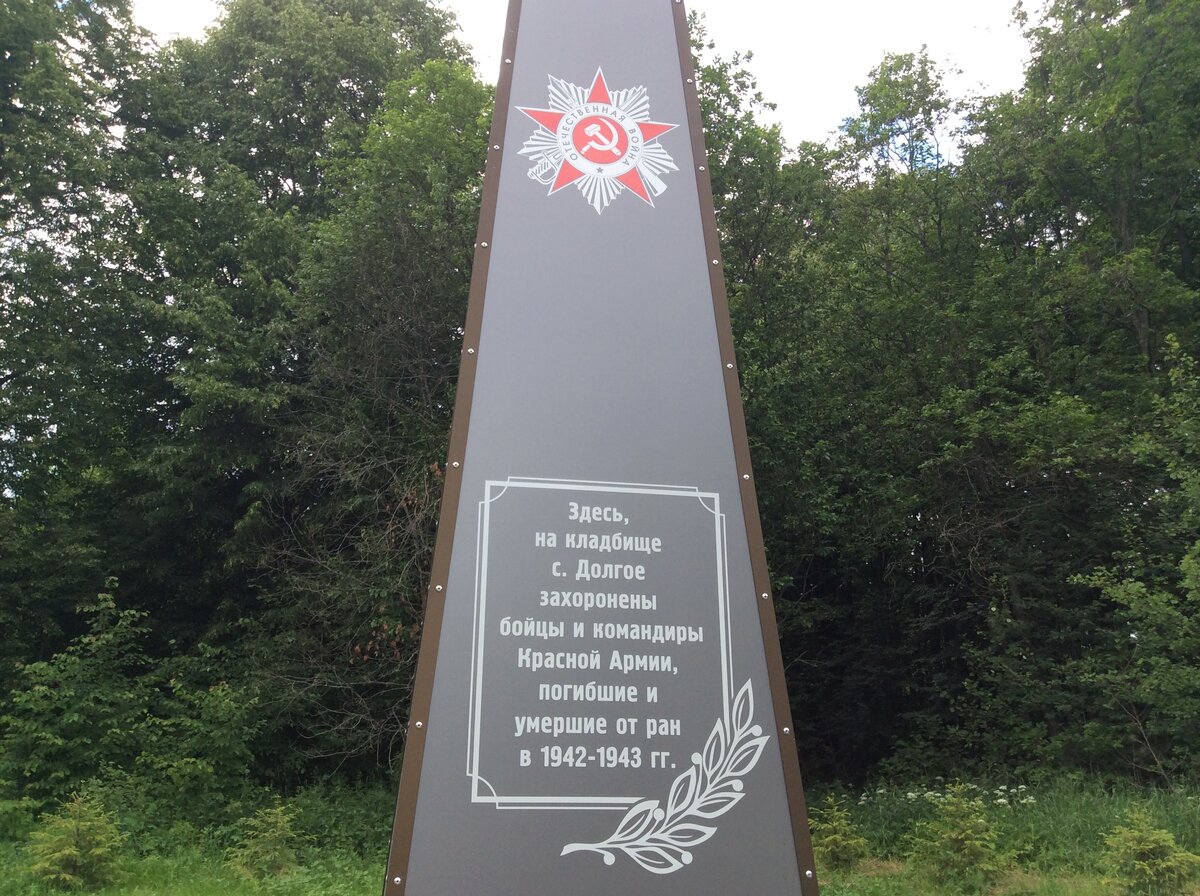 ОТЕЧЕСТВЕННАЯ ВОЙНА
Здесь,
на кладбище
с. Долгое
захоронены
бойцы и командиры
Красной Армии,
погибшие и
умершие от ран
в 1942-1943 гг.